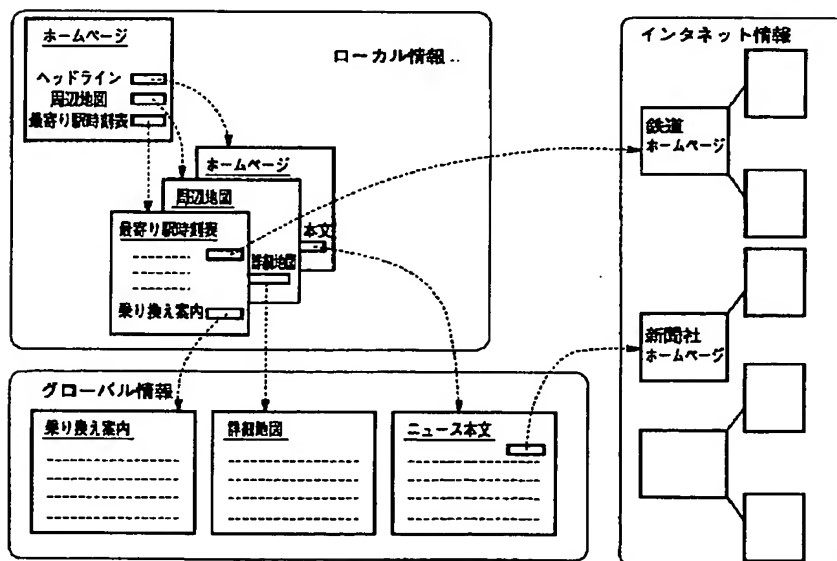 ホームページ
ヘッドライン
周辺地図
最寄り駅時刻表
ローカル情報
ホームページ
周辺地図
最寄り駅時刻表
本文
詳細地図
乗り換え案内
グローバル情報
乗り換え案内
詳細地図
ニュース本文
インタネット情報
鉄道
ホームページ
新聞社
ホームページ